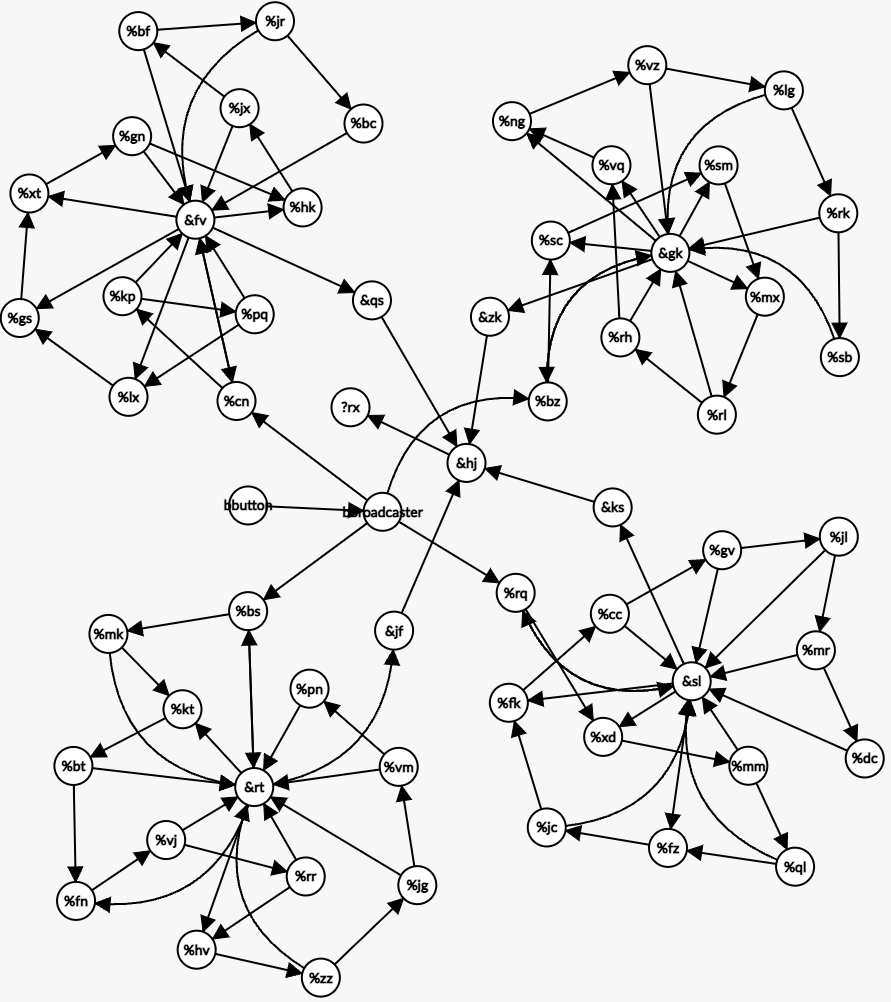 %jr
%bf
%vz
%lg
%jx
%ng
%bc
%gn
%vq
%sm
%xt
%hk
%rk
&fv
%sc
&gk
%kp
&qs
%mx
%gs
%pq
&zk
%rh
%sb
%lx
%cn
?rx
%bz
%rl
&hj
bbutton
bbroadcaster
&ks
%jl
%gv
%rq
%bs
%cc
%mk
&jf
%mr
&sl
%pn
%fk
%kt
%xd
%dc
%bt
%vm
%mm
&rt
%jc
%vj
%fz
%ql
%rr
%jg
%fn
%hv
%zz